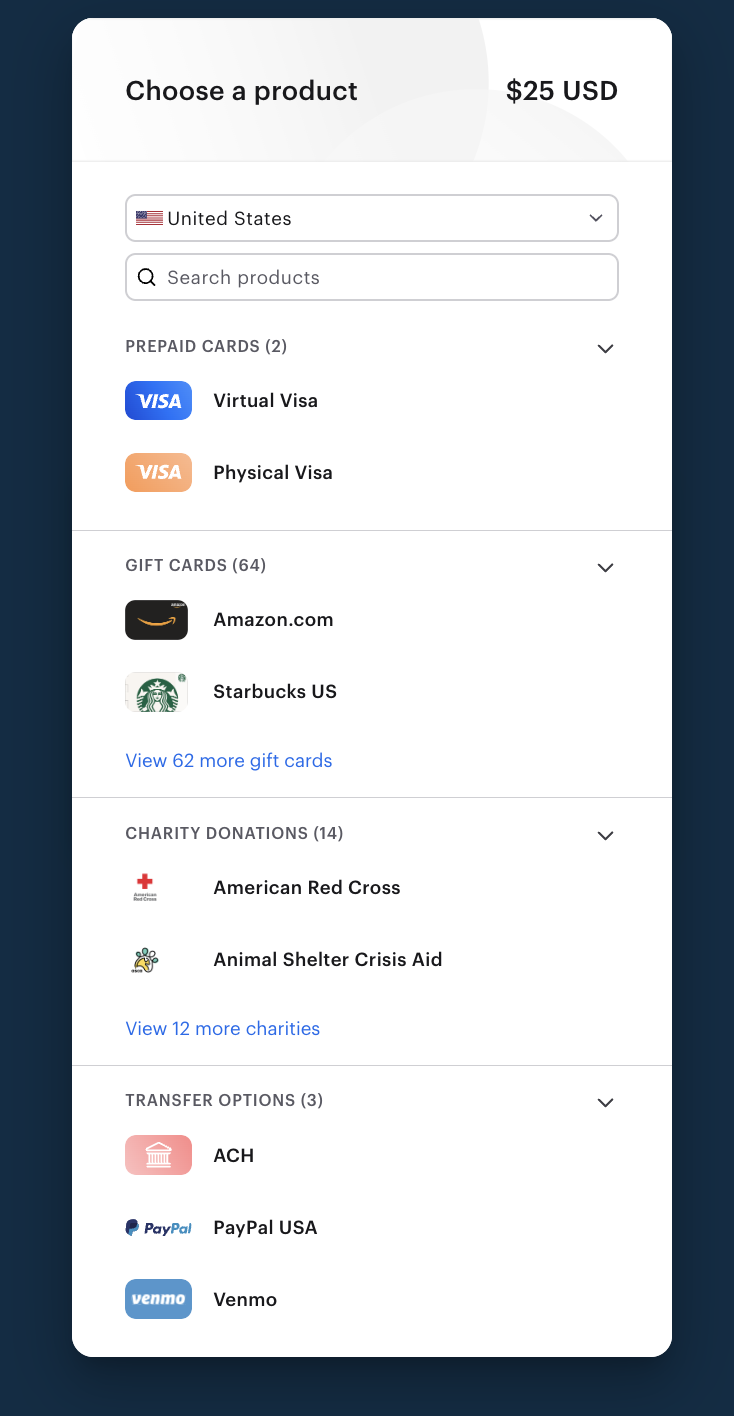 Choose a product
$25 USD
United States
Search products
PREPAID CARDS (2)
VISA
Virtual Visa
VISA
Physical Visa
GIFT CARDS (64)
amazon
Amazon.com
Starbucks US
View 62 more gift cards
CHARITY DONATIONS (14)
American
Red Cross
American Red Cross
Animal Shelter Crisis Aid
View 12 more charities
TRANSFER OPTIONS (3)
ACH
PayPal
PayPal USA
venmo
Venmo